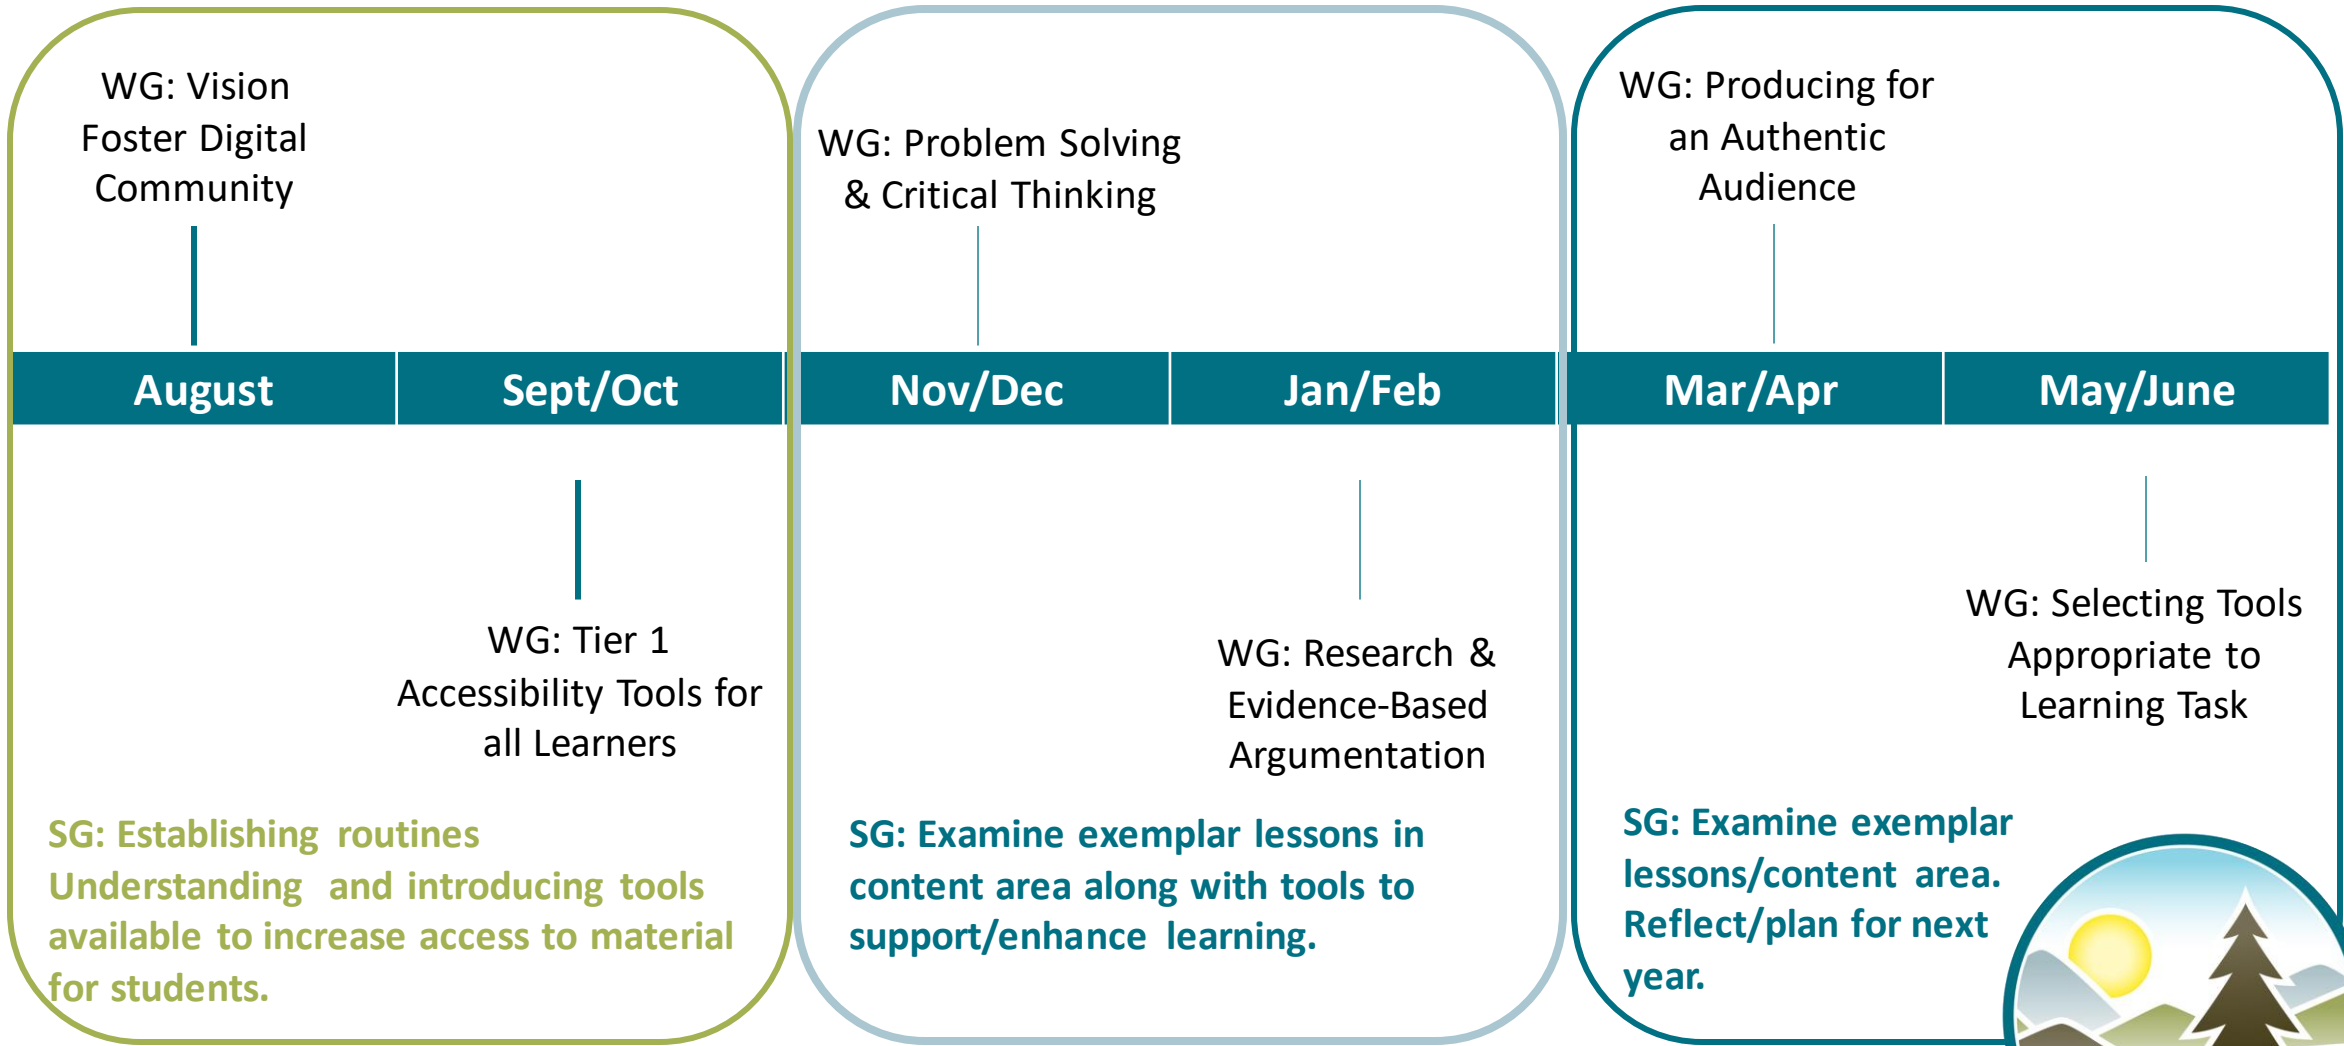 WG: Vision
Foster Digital
Community
WG: Problem Solving
& Critical Thinking
WG: Producing for
an Authentic
Audience
August
Sept/Oct
Nov/Dec
Jan/Feb
Mar/Apr
May/June
WG: Tier 1
Accessibility Tools for
all Learners
WG: Research &
Evidence-Based
Argumentation
WG: Selecting Tools
Appropriate to
Learning Task
SG: Establishing routines
Understanding and introducing tools
available to increase access to material
for students.
SG: Examine exemplar lessons in
content area along with tools to
support/enhance learning.
SG: Examine exemplar
lessons/content area.
Reflect/plan for next
year.